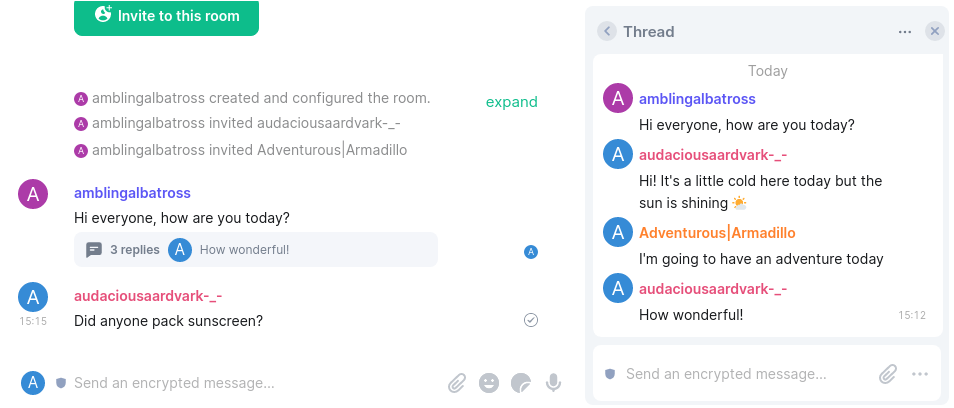 Invite to this room
amblingalbatross created and configured the room.
expand
amblingalbatross invited audaciousaardvark-_-
amblingalbatross invited Adventurous|Armadillo
A
amblingalbatross
Hi everyone, how are you today?
3 replies A How wonderful!
A
A
audaciousaardvark-_-
15:15
Did anyone pack sunscreen?
A
Send an encrypted message...
Thread
Today
A
amblingalbatross
Hi everyone, how are you today?
A
audaciousaardvark-_-
Hi! It's a little cold here today but the
sun is shining 🌤️
A
Adventurous|Armadillo
I'm going to have an adventure today
A
audaciousaardvark-_-
How wonderful!
15:12
Send an encrypted message...